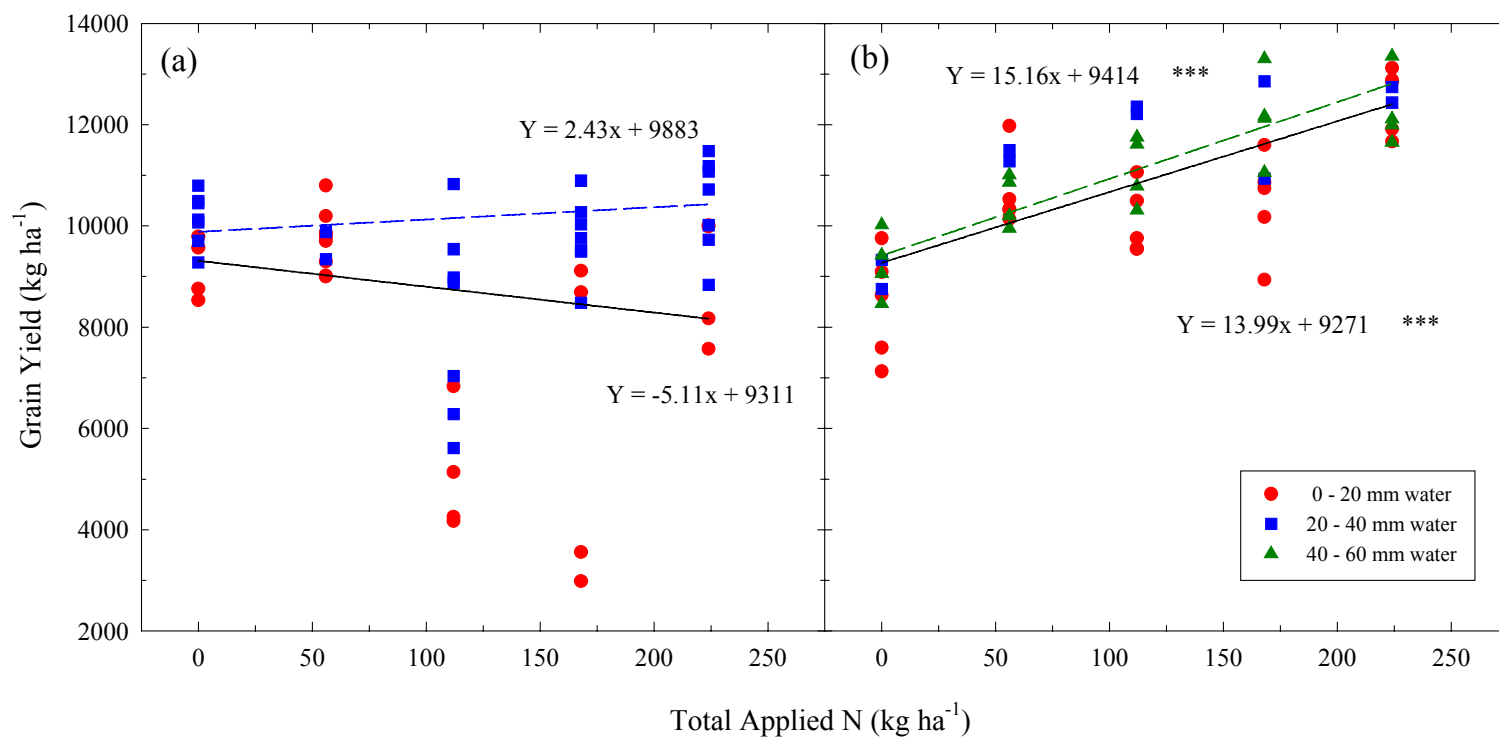 (a)
(b)
Y = 15.16x + 9414 ***
Y = 2.43x + 9883
Y = 13.99x + 9271 ***
Y = -5.11x + 9311
0 - 20 mm water
20 - 40 mm water
40 - 60 mm water
Grain Yield (kg ha-1)
14000
12000
10000
8000
6000
4000
2000
0 50 100 150 200 250
0 50 100 150 200 250
Total Applied N (kg ha-1)